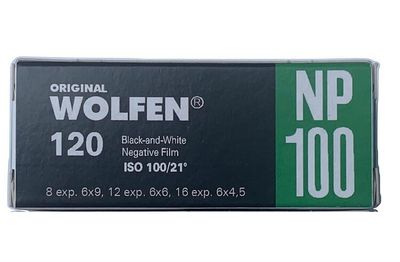 ORIGINAL
WOLFEN®
120
Black-and-White
Negative Film
ISO 100/21°
8 exp. 6x9, 12 exp. 6x6, 16 exp. 6x4,5
NP
100